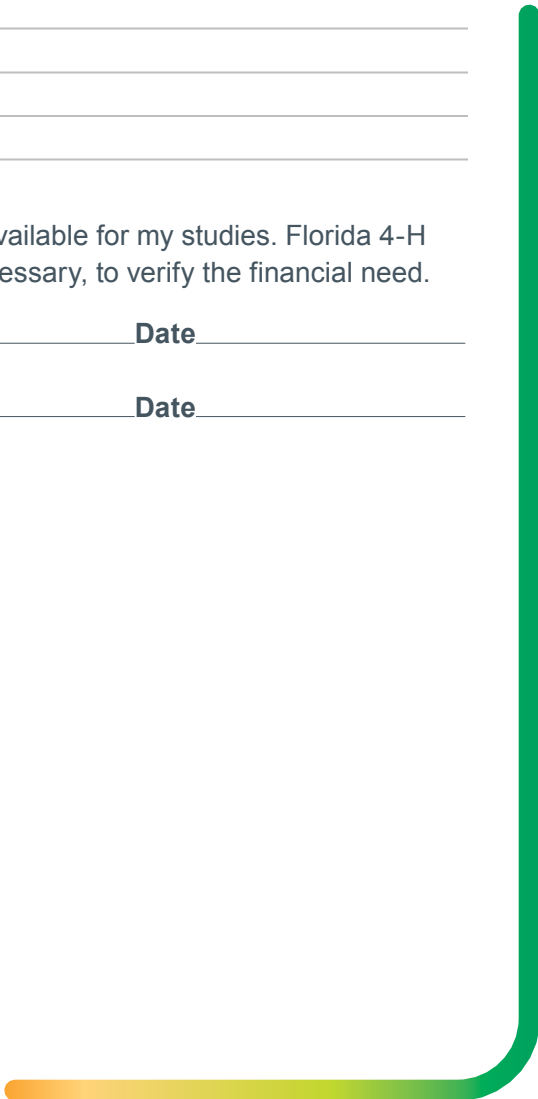 vailable for my studies. Florida 4-H
essary, to verify the financial need.
Date
Date